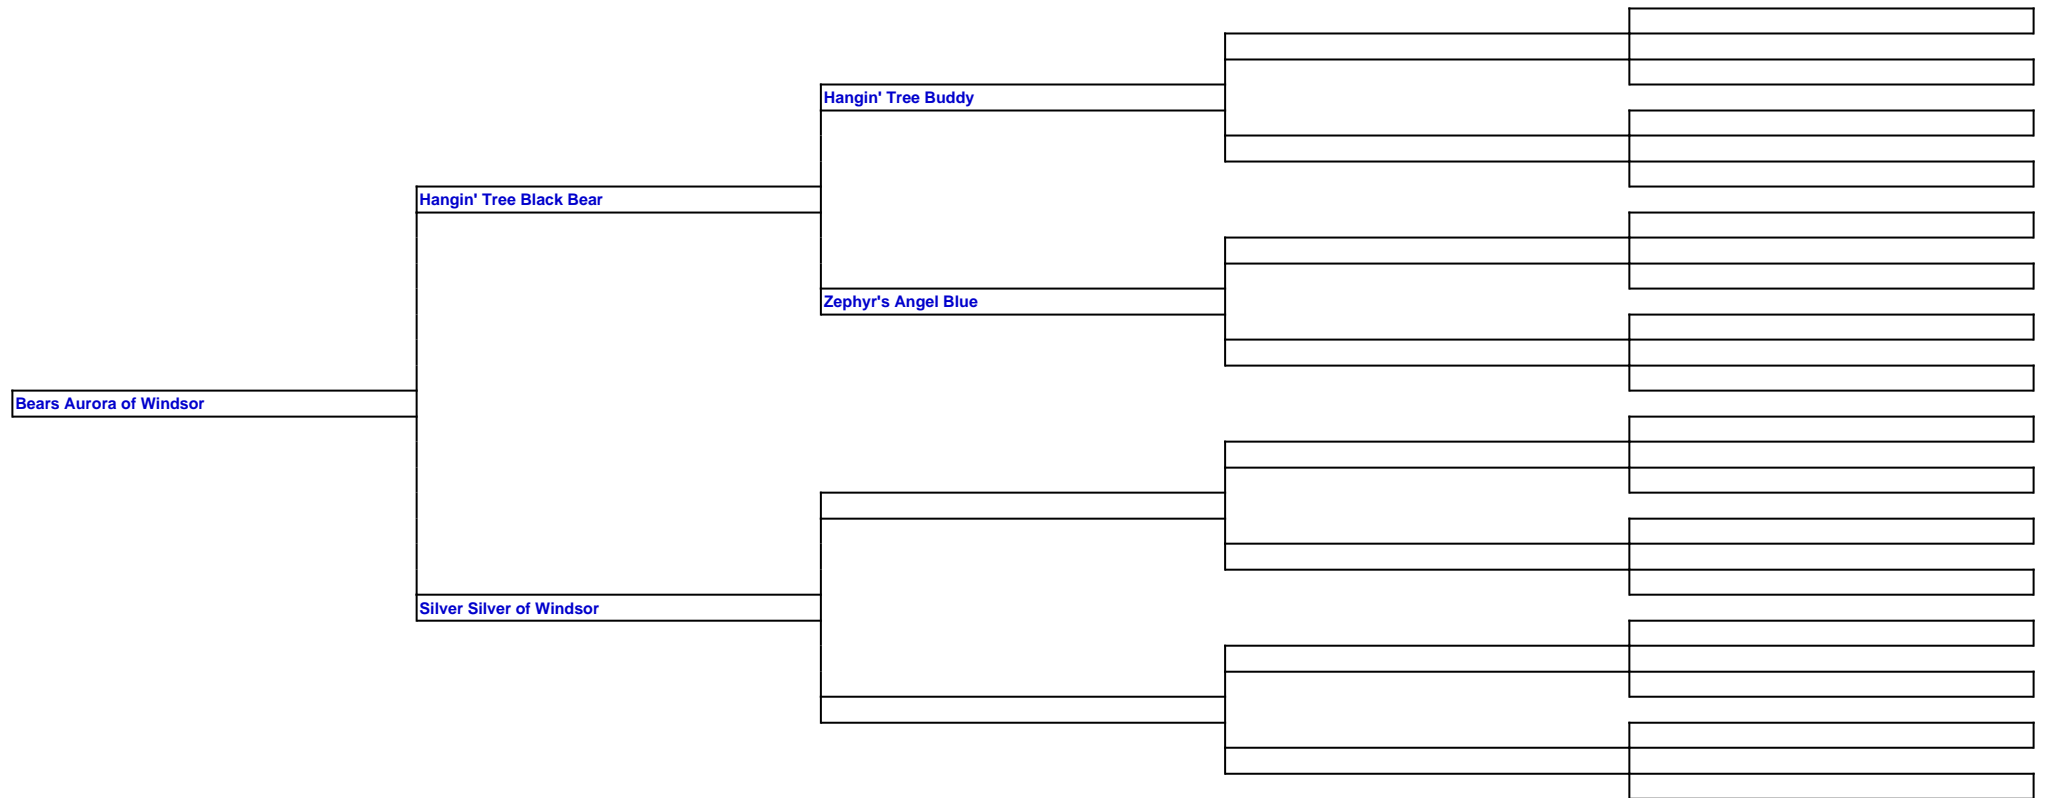 Hangin' Tree Buddy
Hangin' Tree Black Bear
Zephyr's Angel Blue
Bears Aurora of Windsor
Silver Silver of Windsor